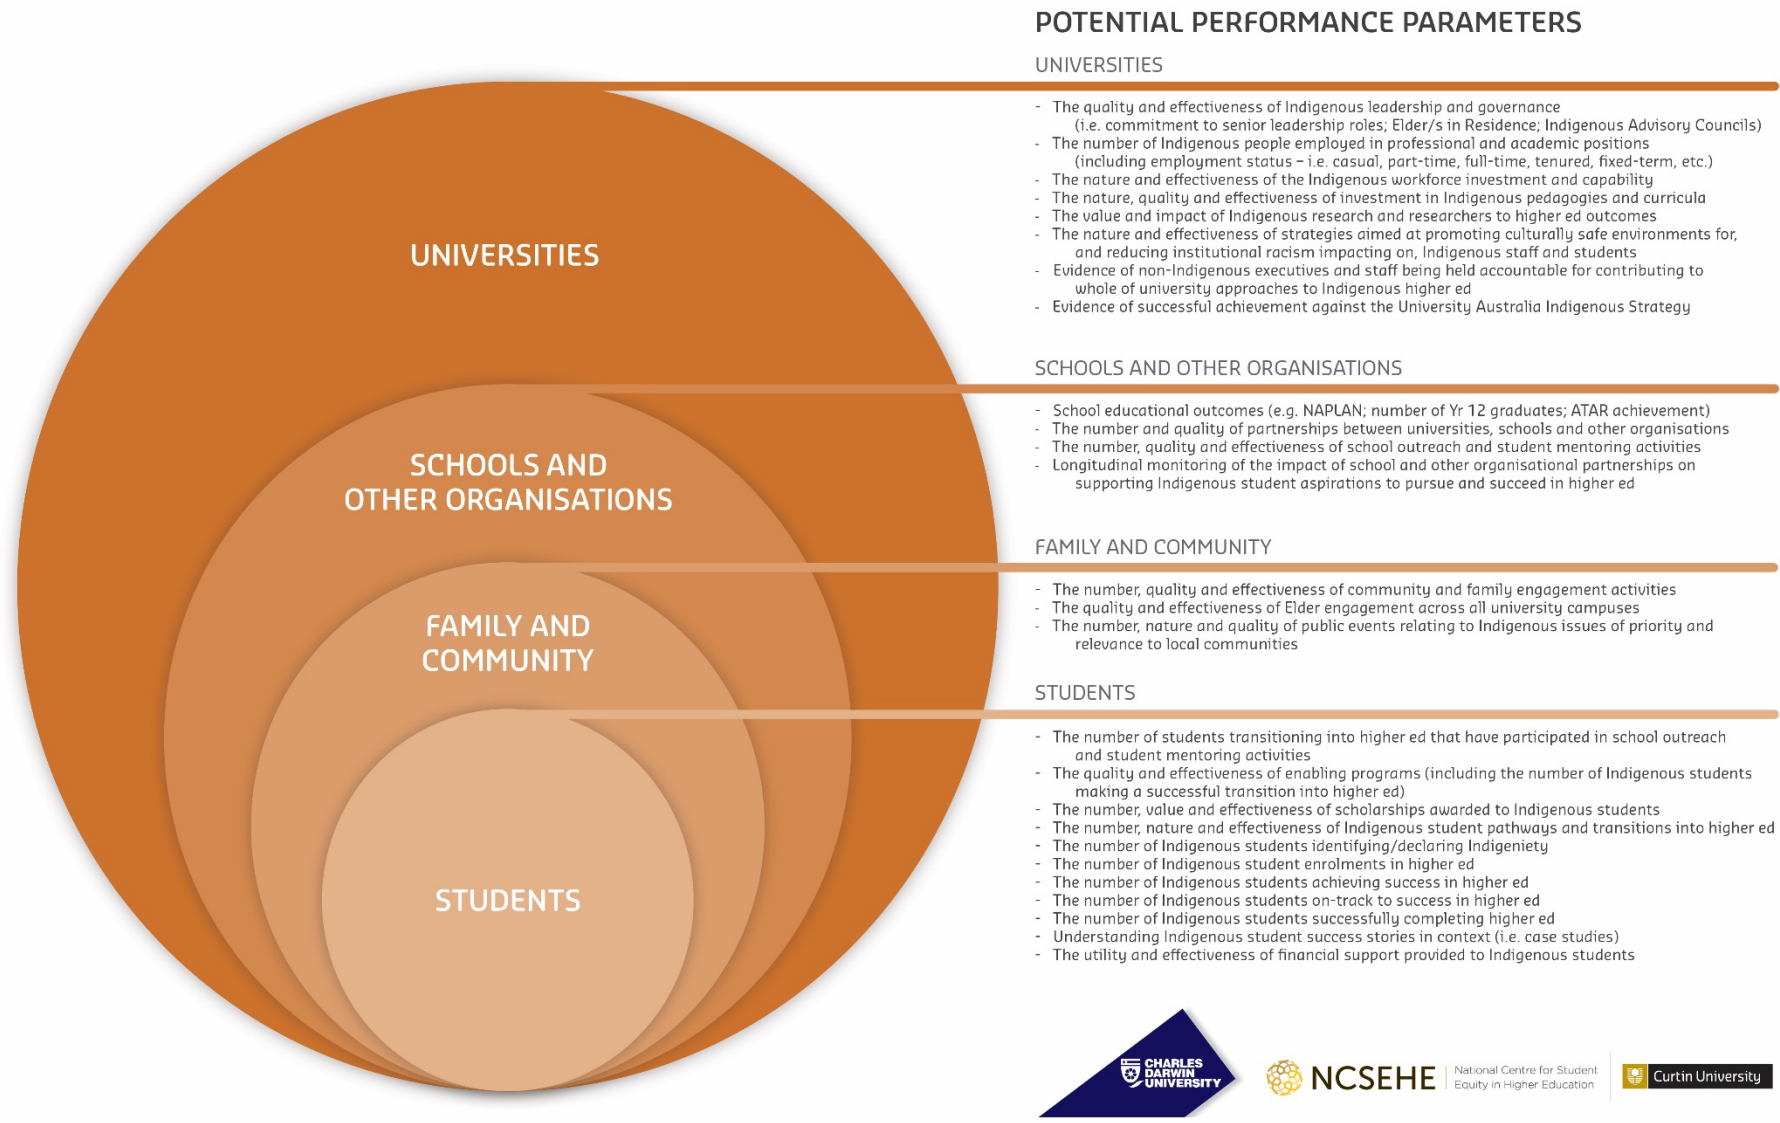 POTENTIAL PERFORMANCE PARAMETERS
UNIVERSITIES
- The quality and effectiveness of Indigenous leadership and governance
(i.e. commitment to senior leadership roles; Elder/s in Residence; Indigenous Advisory Councils)
- The number of Indigenous people employed in professional and academic positions
(including employment status – i.e. casual, part-time, full-time, tenured, fixed-term, etc.)
- The nature and effectiveness of the Indigenous workforce investment and capability
- The nature, quality and effectiveness of investment in Indigenous pedagogies and curricula
- The value and impact of Indigenous research and researchers to higher ed outcomes
- The nature and effectiveness of strategies aimed at promoting culturally safe environments for,
and reducing institutional racism impacting on, Indigenous staff and students
- Evidence of non-Indigenous executives and staff being held accountable for contributing to
whole of university approaches to Indigenous higher ed
- Evidence of successful achievement against the University Australia Indigenous Strategy
SCHOOLS AND OTHER ORGANISATIONS
- School educational outcomes (e.g. NAPLAN; number of Yr 12 graduates; ATAR achievement)
- The number and quality of partnerships between universities, schools and other organisations
- The number, quality and effectiveness of school outreach and student mentoring activities
- Longitudinal monitoring of the impact of school and other organisational partnerships on
supporting Indigenous student aspirations to pursue and succeed in higher ed
FAMILY AND COMMUNITY
- The number, quality and effectiveness of community and family engagement activities
- The quality and effectiveness of Elder engagement across all university campuses
- The number, nature and quality of public events relating to Indigenous issues of priority and
relevance to local communities
STUDENTS
- The number of students transitioning into higher ed that have participated in school outreach
and student mentoring activities
- The quality and effectiveness of enabling programs (including the number of Indigenous students
making a successful transition into higher ed)
- The number, value and effectiveness of scholarships awarded to Indigenous students
- The number, nature and effectiveness of Indigenous student pathways and transitions into higher ed
- The number of Indigenous students identifying/declaring Indigeniety
- The number of Indigenous student enrolments in higher ed
- The number of Indigenous students achieving success in higher ed
- The number of Indigenous students on-track to success in higher ed
- The number of Indigenous students successfully completing higher ed
- Understanding Indigenous student success stories in context (i.e. case studies)
- The utility and effectiveness of financial support provided to Indigenous students
UNIVERSITIES
SCHOOLS AND
OTHER ORGANISATIONS
FAMILY AND
COMMUNITY
STUDENTS
CHARLES
DARWIN
UNIVERSITY
NCSEHE
National Centre for Student
Equity in Higher Education
Curtin University